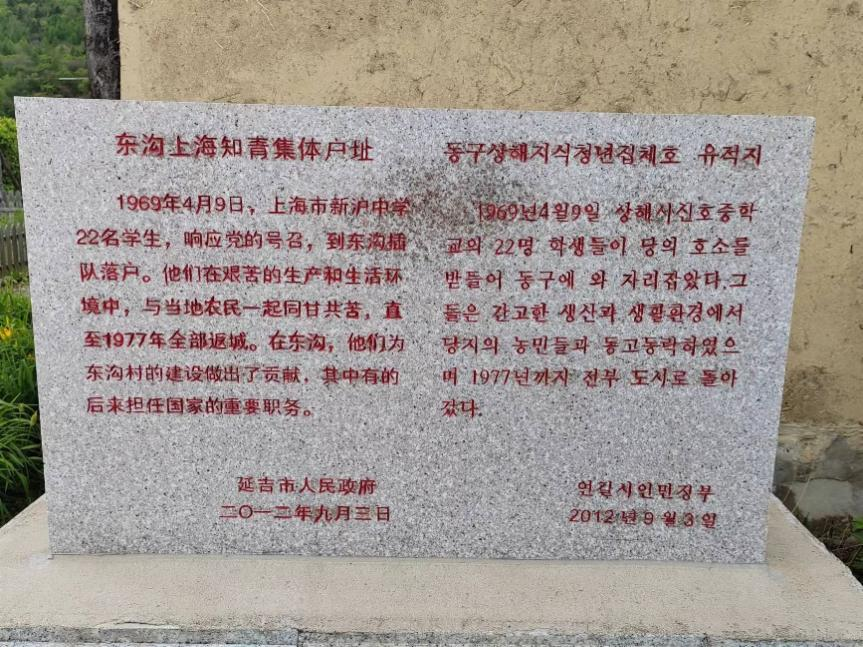 东沟上海知青集体户址
1969年4月9日，上海市新沪中学
22名学生，响应党的号召，到东沟插
队落户。他们在艰苦的生产和生活环
境中，与当地农民一起同甘共苦，直
至1977年全部返城。在东沟，他们为
东沟村的建设做出了贡献，其中有的
后来担任国家的重要职务。
延吉市人民政府
二〇一二年九月三日
동구상해지식청년집체호 유적지
1969년4월9일 상해시신호중학
교의 22명 학생들이 당의 호소를
받들어 동구에 와 자리잡았다.그
들은 간고한 생산과 생활환경에서
당지의 농민들과 동고동락하였으
며 1977년까지 전부 도시로 돌아
갔다.
연길시인민정부
2012년9월3일